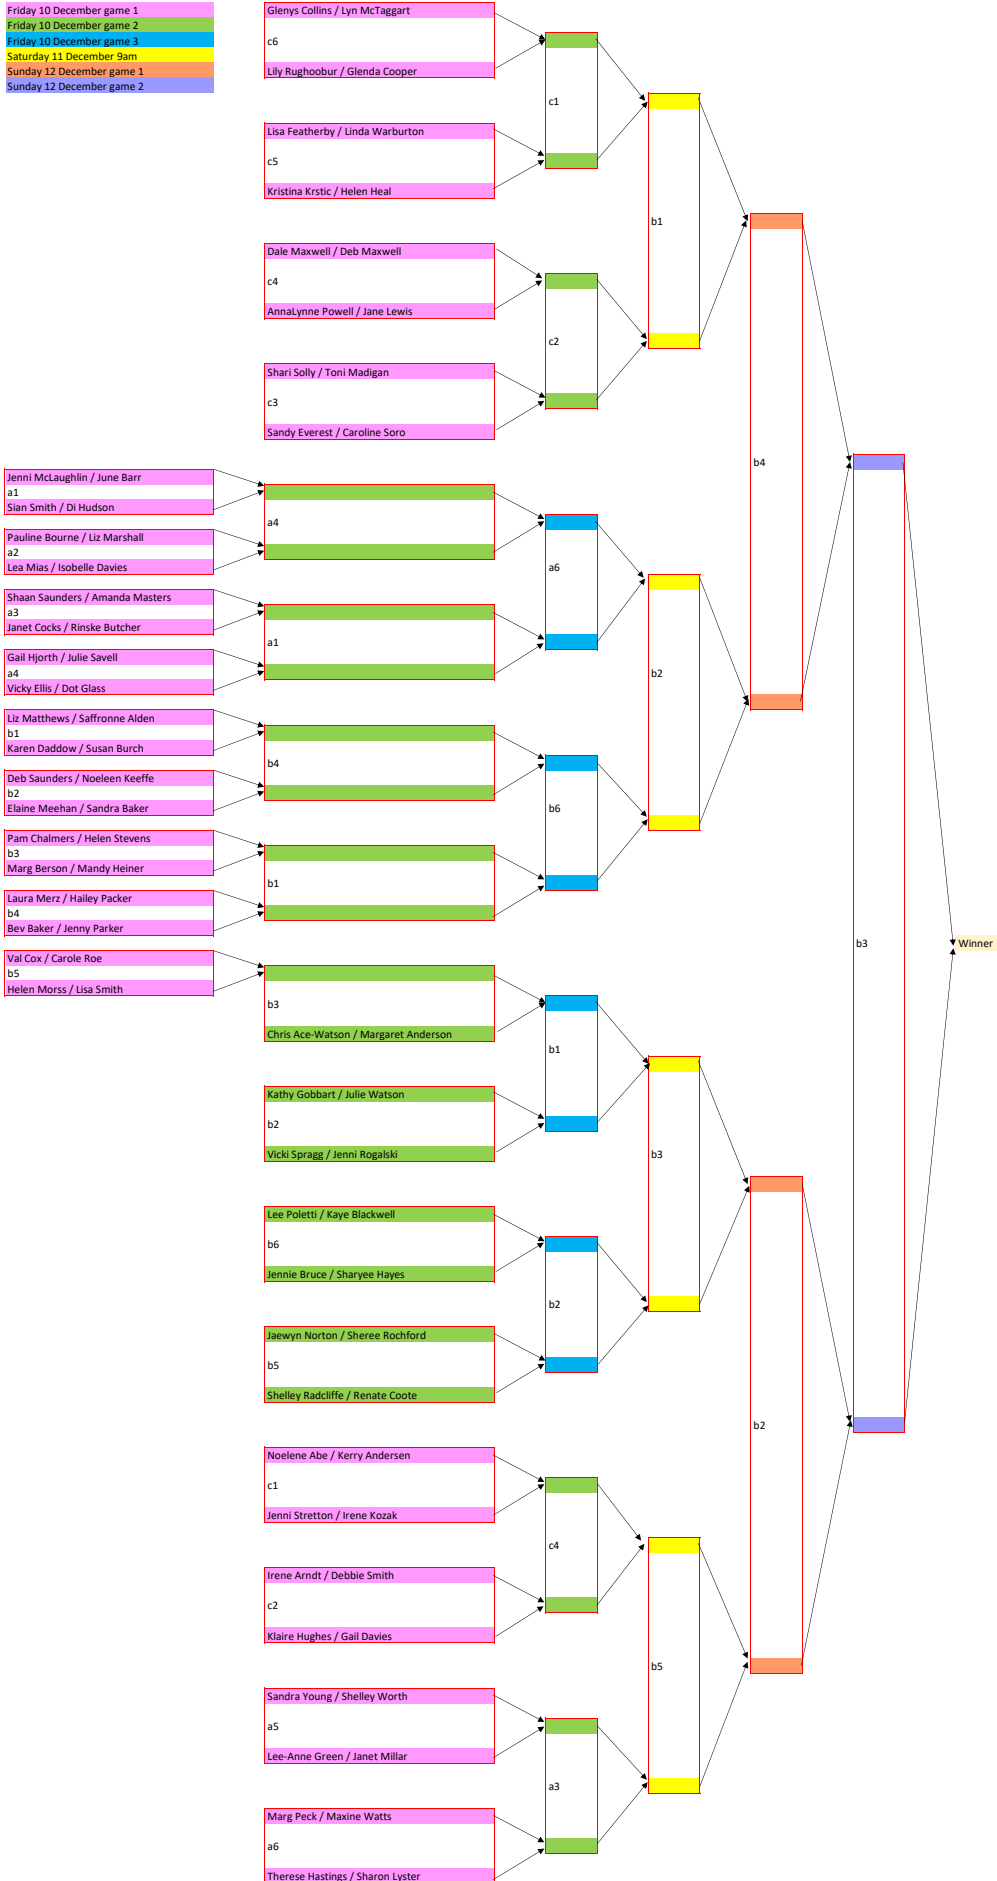 Friday 10 December game 1
Friday 10 December game 2
Friday 10 December game 3
Saturday 11 December 9am
Sunday 12 December game 1
Sunday 12 December game 2
Glenys Collins / Lyn McTaggart
c6
Lily Rughoobur / Glenda Cooper
c1
Lisa Featherby / Linda Warburton
c5
Kristina Krstic / Helen Heal
b1
Dale Maxwell / Deb Maxwell
c4
AnnaLynne Powell / Jane Lewis
c2
Shari Solly / Toni Madigan
c3
Sandy Everest / Caroline Soro
b4
Jenni McLaughlin / June Barr
a1
Sian Smith / Di Hudson
a4
Pauline Bourne / Liz Marshall
a2
Lea Mias / Isobelle Davies
a6
Shaan Saunders / Amanda Masters
a3
Janet Cocks / Rinske Butcher
a1
Gail Hjorth / Julie Savell
a4
Vicky Ellis / Dot Glass
b2
Liz Matthews / Saffronne Alden
b1
Karen Daddow / Susan Burch
b4
Deb Saunders / Noeleen Keeffe
b2
Elaine Meehan / Sandra Baker
b6
Pam Chalmers / Helen Stevens
b3
Marg Berson / Mandy Heiner
b1
Laura Merz / Hailey Packer
b4
Bev Baker / Jenny Parker
b3
Winner
Val Cox / Carole Roe
b5
Helen Morss / Lisa Smith
b3
Chris Ace-Watson / Margaret Anderson
b1
Kathy Gobbart / Julie Watson
b2
Vicki Spragg / Jenni Rogalski
b3
Lee Poletti / Kaye Blackwell
b6
Jennie Bruce / Sharyee Hayes
b2
Jaewyn Norton / Sheree Rochford
b5
Shelley Radcliffe / Renate Coote
b2
Noelene Abe / Kerry Andersen
c1
Jenni Stretton / Irene Kozak
c4
Irene Arndt / Debbie Smith
c2
Klaire Hughes / Gail Davies
b5
Sandra Young / Shelley Worth
a5
Lee-Anne Green / Janet Millar
a3
Marg Peck / Maxine Watts
a6
Therese Hastings / Sharon Lyster